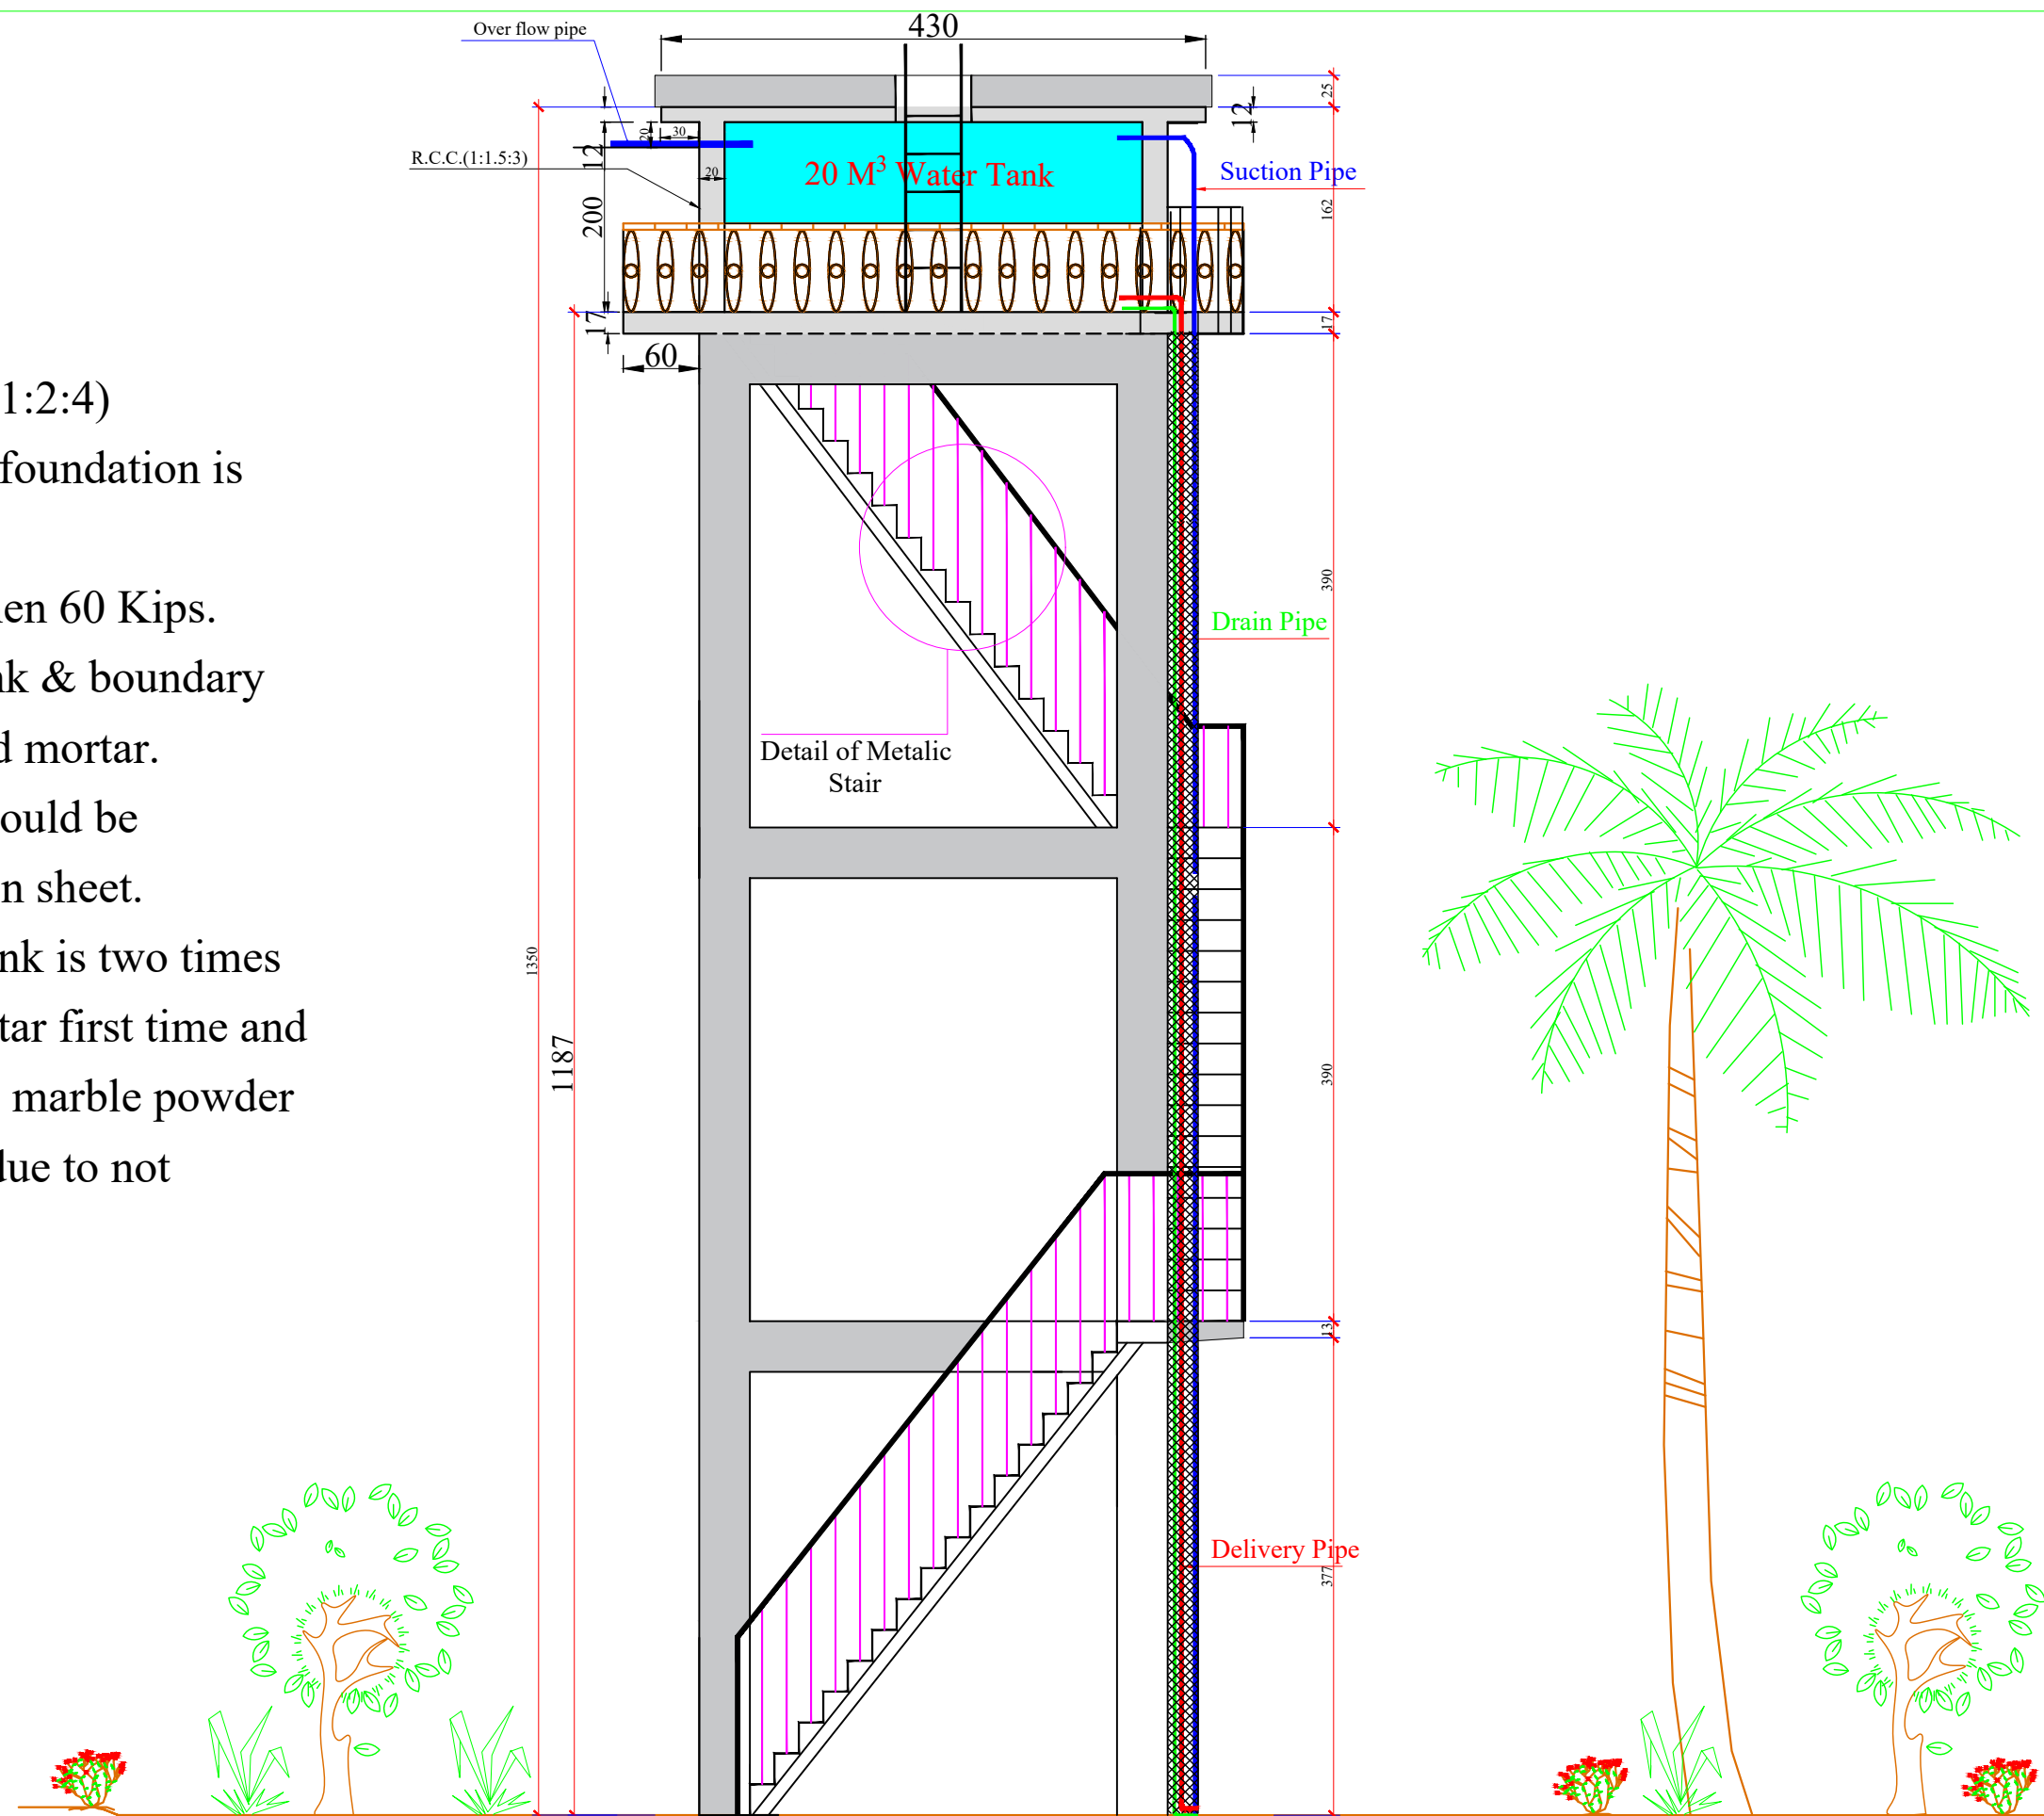 430
Over flow pipe
25
12
20
30
12
R.C.C.(1:1.5:3)
20
20 M³ Water Tank
Suction Pipe
200
162
17
17
60
1:2:4)
foundation is
en 60 Kips.
k & boundary
d mortar.
ould be
n sheet.
nk is two times
tar first time and
marble powder
lue to not
390
Drain Pipe
Detail of Metalic
Stair
1350
1187
390
13
Delivery Pipe
377